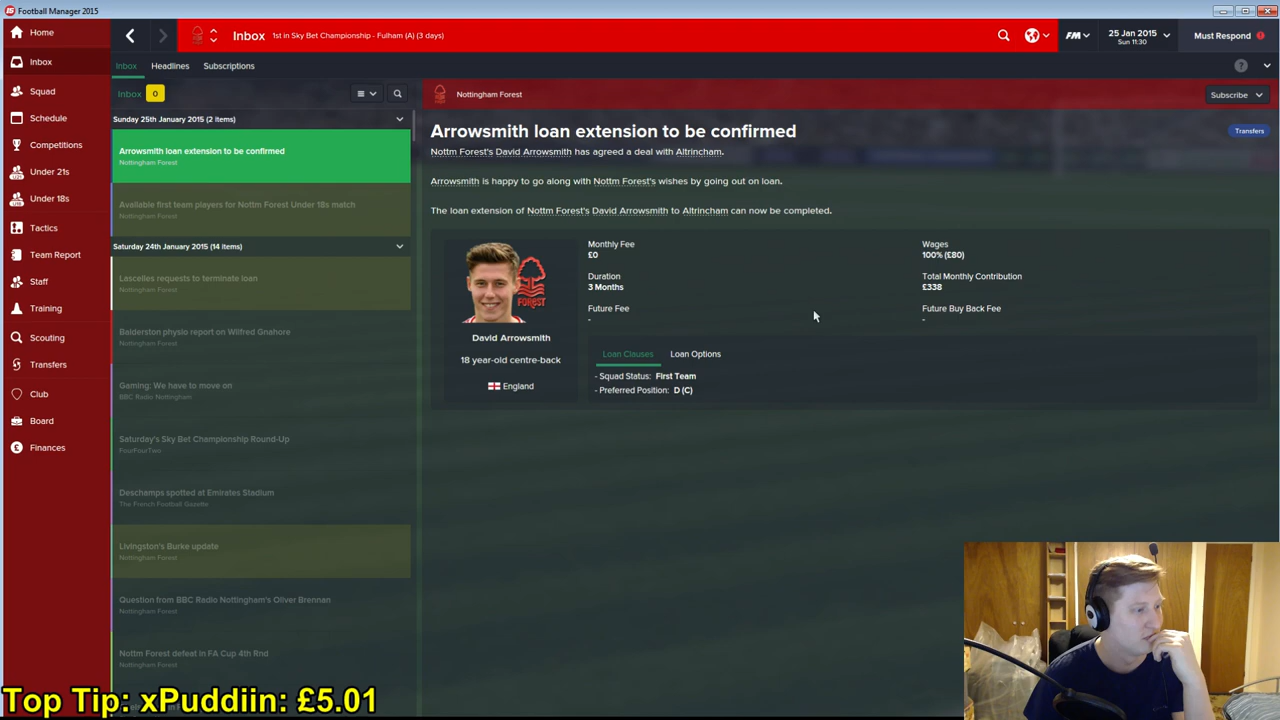 Football Manager 2015
Home
Inbox
1st in Sky Bet Championship - Fulham (A) (3 days)
FM
25 Jan 2015
Sun 11:30
Must Respond
Inbox
Squad
Schedule
Competitions
Under 21s
Under 18s
Tactics
Team Report
Staff
Training
Scouting
Transfers
Club
Board
Finances
Inbox
Headlines
Subscriptions
Inbox
0
Sunday 25th January 2015 (2 items)
Arrowsmith loan extension to be confirmed
Nottingham Forest
Available first team players for Nottm Forest Under 18s match
Nottingham Forest
Saturday 24th January 2015 (14 items)
Lascelles requests to terminate loan
Nottingham Forest
Balderston physio report on Wilfred Gnahore
Nottingham Forest
Gaming: We have to move on
BBC Radio Nottingham
Saturday's Sky Bet Championship Round-Up
FourFourTwo
Deschamps spotted at Emirates Stadium
The French Football Gazette
Livingston's Burke update
Nottingham Forest
Question from BBC Radio Nottingham's Oliver Brennan
Nottingham Forest
Nottm Forest defeat in FA Cup 4th Rnd
Nottingham Forest
Nottingham Forest
Subscribe
Arrowsmith loan extension to be confirmed
Transfers
Nottm Forest's David Arrowsmith has agreed a deal with Altrincham.
Arrowsmith is happy to go along with Nottm Forest's wishes by going out on loan.
The loan extension of Nottm Forest's David Arrowsmith to Altrincham can now be completed.
FOREST
David Arrowsmith
18 year-old centre-back
England
Monthly Fee
£0
Duration
3 Months
Future Fee
-
Wages
100% (£80)
Total Monthly Contribution
£338
Future Buy Back Fee
-
Loan Clauses
Loan Options
- Squad Status: First Team
- Preferred Position: D (C)
Top Tip: xPuddiin: £5.01